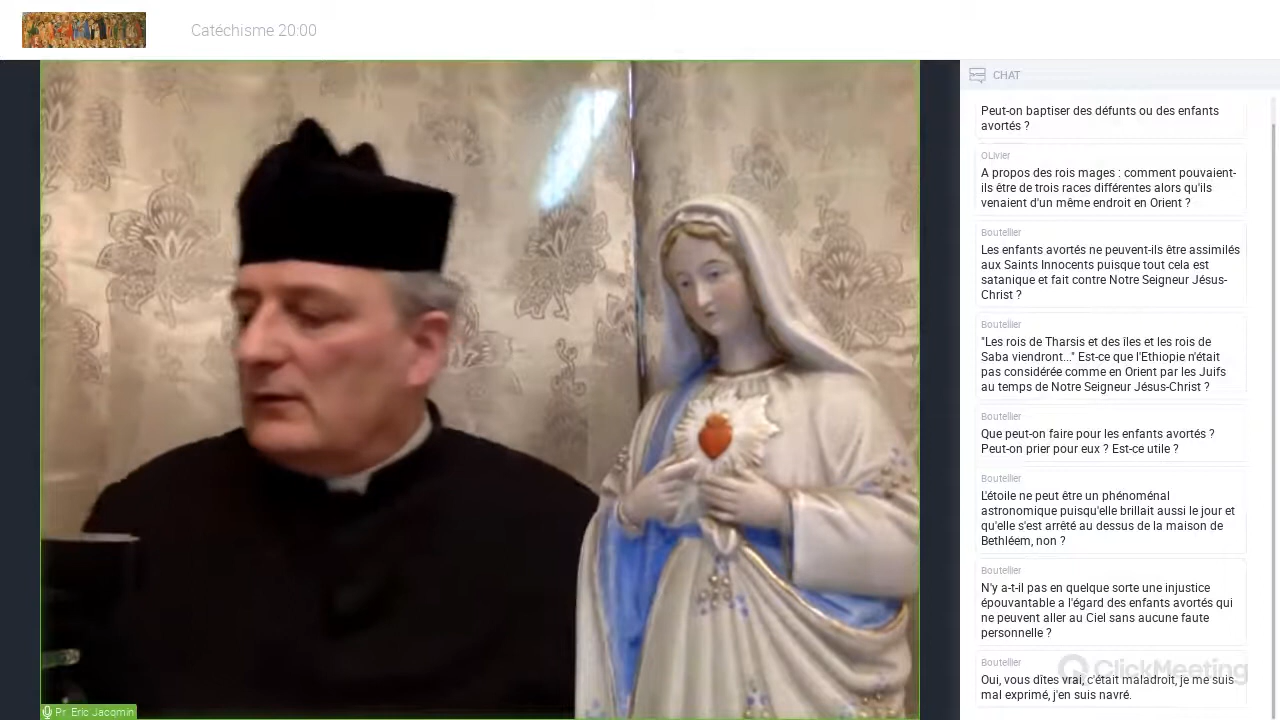 Catéchisme 20:00
CHAT
Peut-on baptiser des défunts ou des enfants
avortés ?
OLivier
A propos des rois mages : comment pouvaient-
ils être de trois races différentes alors qu'ils
venaient d'un même endroit en Orient ?
Boutellier
Les enfants avortés ne peuvent-ils être assimilés
aux Saints Innocents puisque tout cela est
satanique et fait contre Notre Seigneur Jésus-
Christ ?
Boutellier
"Les rois de Tharsis et des îles et les rois de
Saba viendront..." Est-ce que l'Ethiopie n'était
pas considérée comme en Orient par les Juifs
au temps de Notre Seigneur Jésus-Christ ?
Boutellier
Que peut-on faire pour les enfants avortés ?
Peut-on prier pour eux ? Est-ce utile ?
Boutellier
L'étoile ne peut être un phénoménal
astronomique puisqu'elle brillait aussi le jour et
qu'elle s'est arrêté au dessus de la maison de
Bethléem, non ?
Boutellier
N'y a-t-il pas en quelque sorte une injustice
épouvantable a l'égard des enfants avortés qui
ne peuvent aller au Ciel sans aucune faute
personnelle ?
Boutellier
ClickMeeting
Oui, vous dîtes vrai, c'était maladroit, je me suis
mal exprimé, j'en suis navré.
Pr. Eric Jacqmin